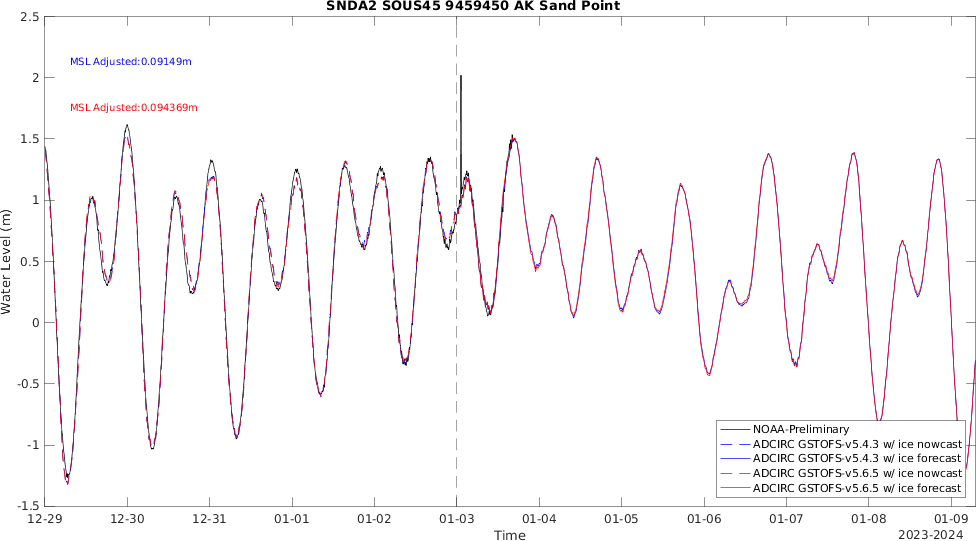 SNDA2 SOUS45 9459450 AK Sand Point
2.5
MSL Adjusted:0.09149m
2
MSL Adjusted:0.094369m
1.5
1
0.5
0
-0.5
-1
-1.5
Water Level (m)
NOAA-Preliminary
ADCIRC GSTOFS-v5.4.3 w/ ice nowcast
ADCIRC GSTOFS-v5.4.3 w/ ice forecast
ADCIRC GSTOFS-v5.6.5 w/ ice nowcast
ADCIRC GSTOFS-v5.6.5 w/ ice forecast
12-29 12-30 12-31 01-01 01-02 01-03 01-04 01-05 01-06 01-07 01-08 01-09
Time
2023-2024